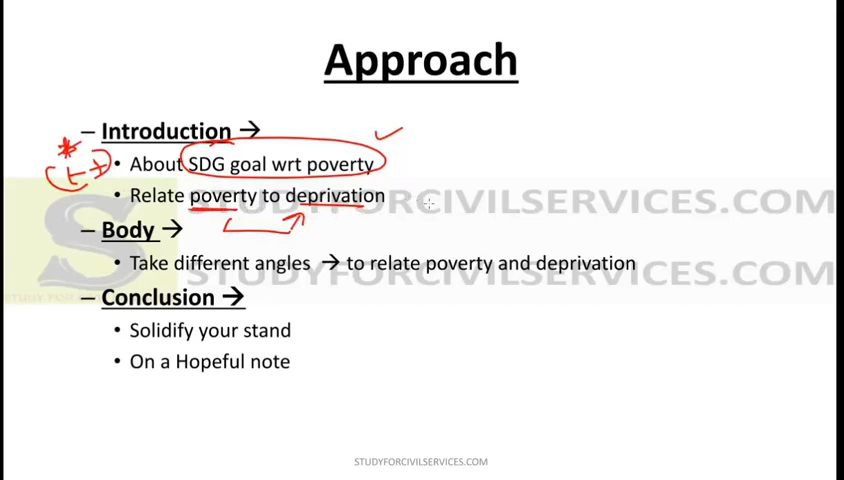 Approach
– Introduction →
• About SDG goal wrt poverty
• Relate poverty to deprivation
STUDYFORCIVILSERVICES.COM
– Body →
• Take different angles → to relate poverty and deprivation
STUDYFORCIVILSERVICES.COM
– Conclusion →
• Solidify your stand
• On a Hopeful note
STUDYFORCIVILSERVICES.COM